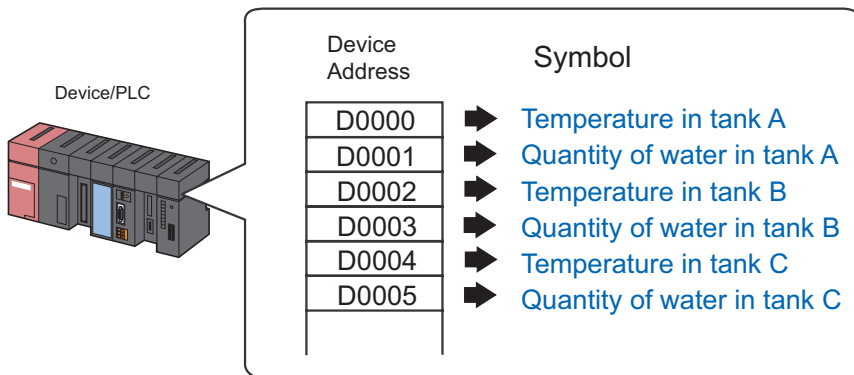 Device/PLC
Device
Address
Symbol
D0000 Temperature in tank A
D0001 Quantity of water in tank A
D0002 Temperature in tank B
D0003 Quantity of water in tank B
D0004 Temperature in tank C
D0005 Quantity of water in tank C